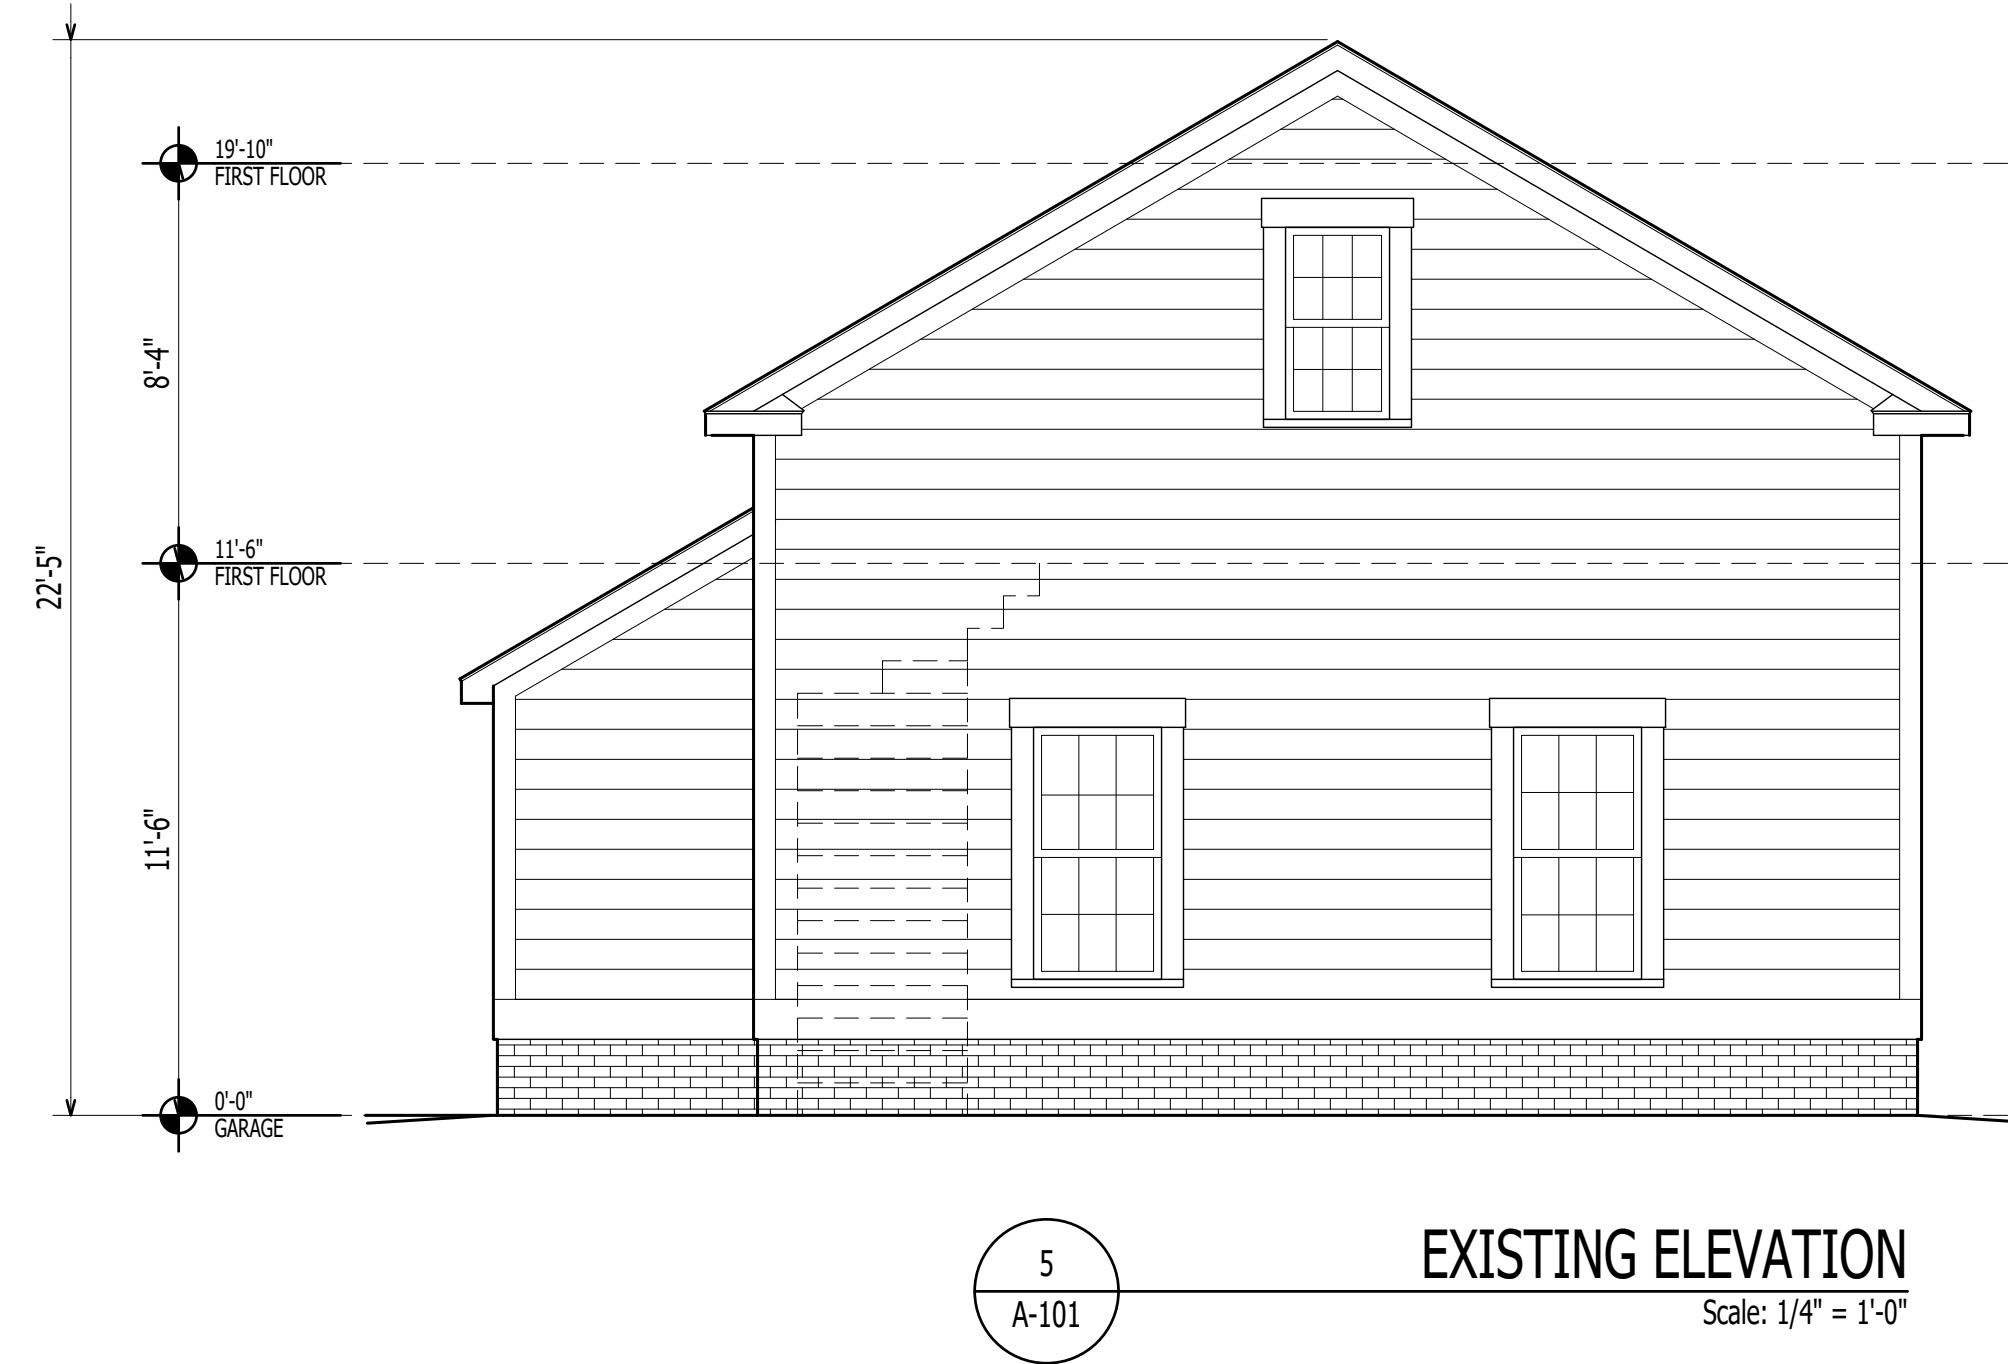 19'-10"
FIRST FLOOR
8'-4"
22'-5"
11'-6"
FIRST FLOOR
11'-6"
0'-0"
GARAGE
5
A-101
EXISTING ELEVATION
Scale: 1/4" = 1'-0"